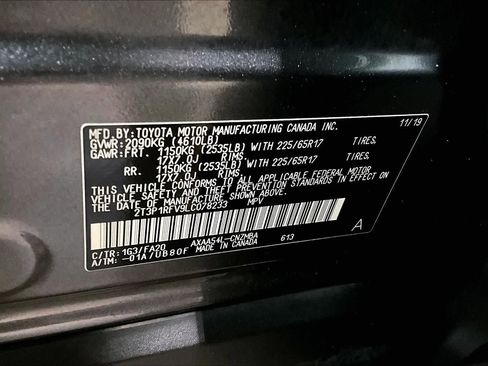 MFD. BY: TOYOTA MOTOR MANUFACTURING CANADA INC. 11/19
GVWR: 2090KG (4610LB)
GAWR: FRT. 1150KG (2535LB) WITH 225/65R17 TIRES,
17X7.0J RIMS
RR. 1150KG (2535LB) WITH 225/65R17 TIRES,
17X7.0J RIMS
THIS VEHICLE CONFORMS TO ALL APPLICABLE FEDERAL MOTOR
VEHICLE SAFETY AND THEFT PREVENTION STANDARDS IN EFFECT ON
THE DATE OF MANUFACTURE SHOWN ABOVE.
2T3P1RFV9LC078233 MPV
A
C/TR: 1G3/FA20 AXAA54L-CNZMBA 613
A/TM: -01A/UB80F MADE IN CANADA